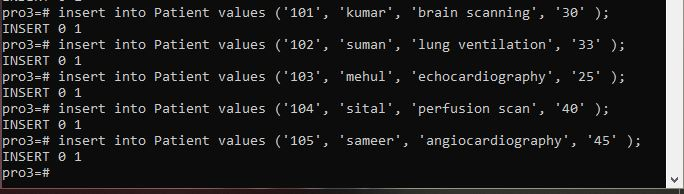 INSERT 0 1
pro3=# insert into Patient values ('101', 'kumar', 'brain scanning', '30' );
INSERT 0 1
pro3=# insert into Patient values ('102', 'suman', 'lung ventilation', '33' );
INSERT 0 1
pro3=# insert into Patient values ('103', 'mehul', 'echocardiography', '25' );
INSERT 0 1
pro3=# insert into Patient values ('104', 'sital', 'perfusion scan', '40' );
INSERT 0 1
pro3=# insert into Patient values ('105', 'sameer', 'angiocardiography', '45' );
INSERT 0 1
pro3=#